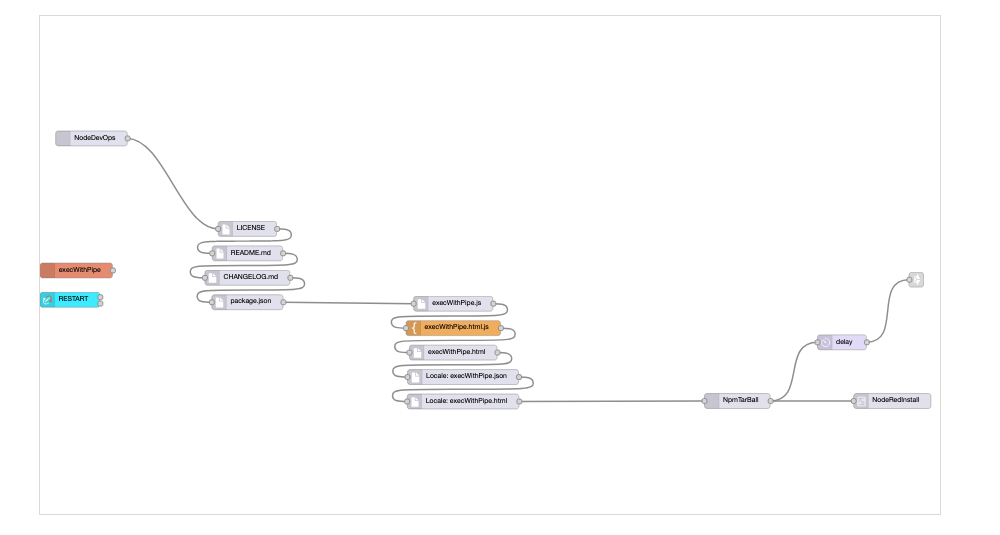 NodeDevOps
LICENSE
README.md
execWithPipe
CHANGELOG.md
RESTART
package.json
execWithPipe.js
execWithPipe.html.js
execWithPipe.html
Locale: execWithPipe.json
Locale: execWithPipe.html
delay
NpmTarBall
NodeRedInstall